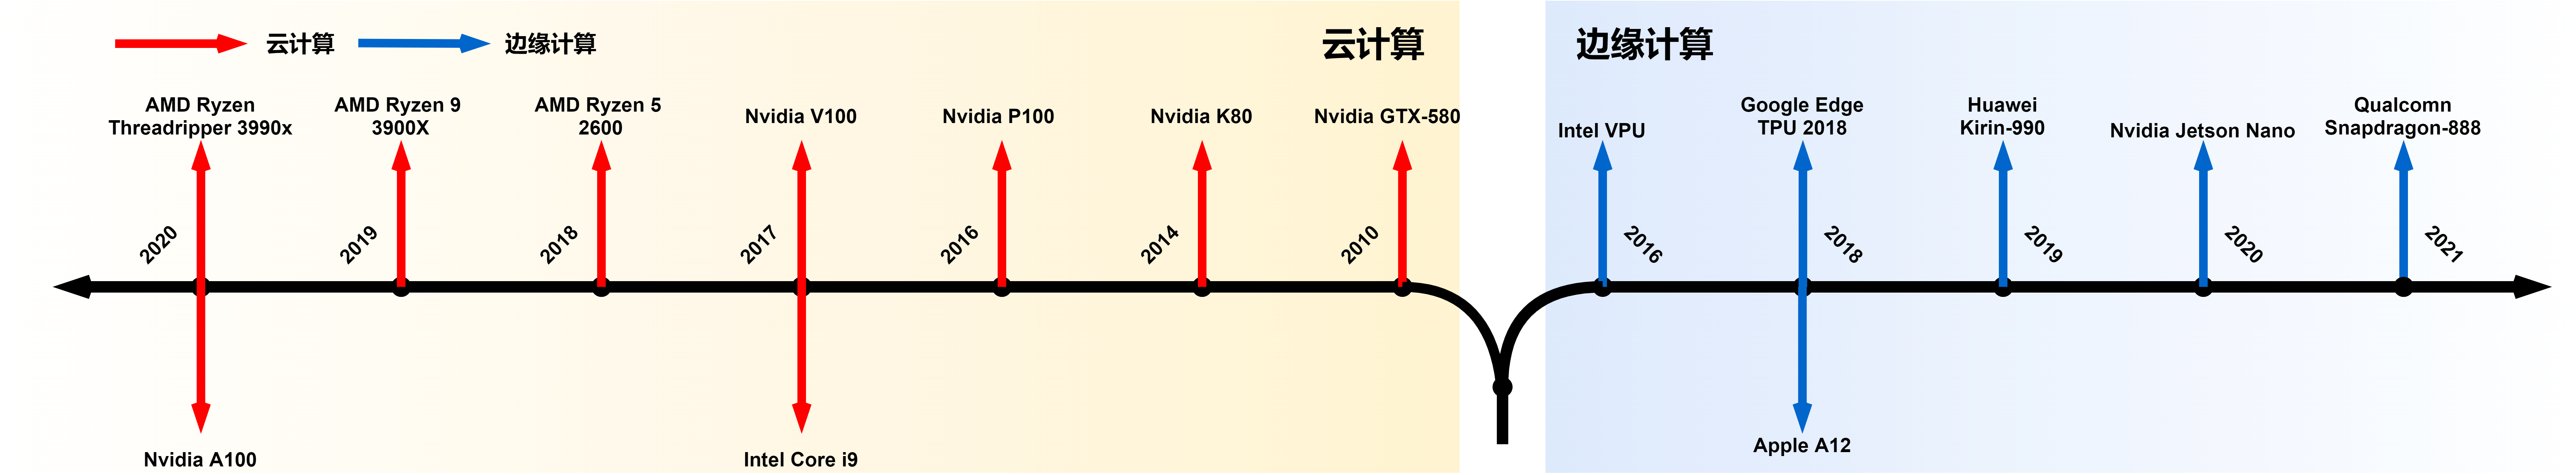 云计算
边缘计算
云计算
边缘计算
AMD Ryzen
Threadripper 3990x
AMD Ryzen 9
3900X
AMD Ryzen 5
2600
Nvidia V100
Nvidia P100
Nvidia K80
Nvidia GTX-580
Intel VPU
Google Edge
TPU 2018
Huawei
Kirin-990
Nvidia Jetson Nano
Qualcomn
Snapdragon-888
2020
2019
2018
2017
2016
2014
2010
2016
2018
2019
2020
2021
Nvidia A100
Intel Core i9
Apple A12